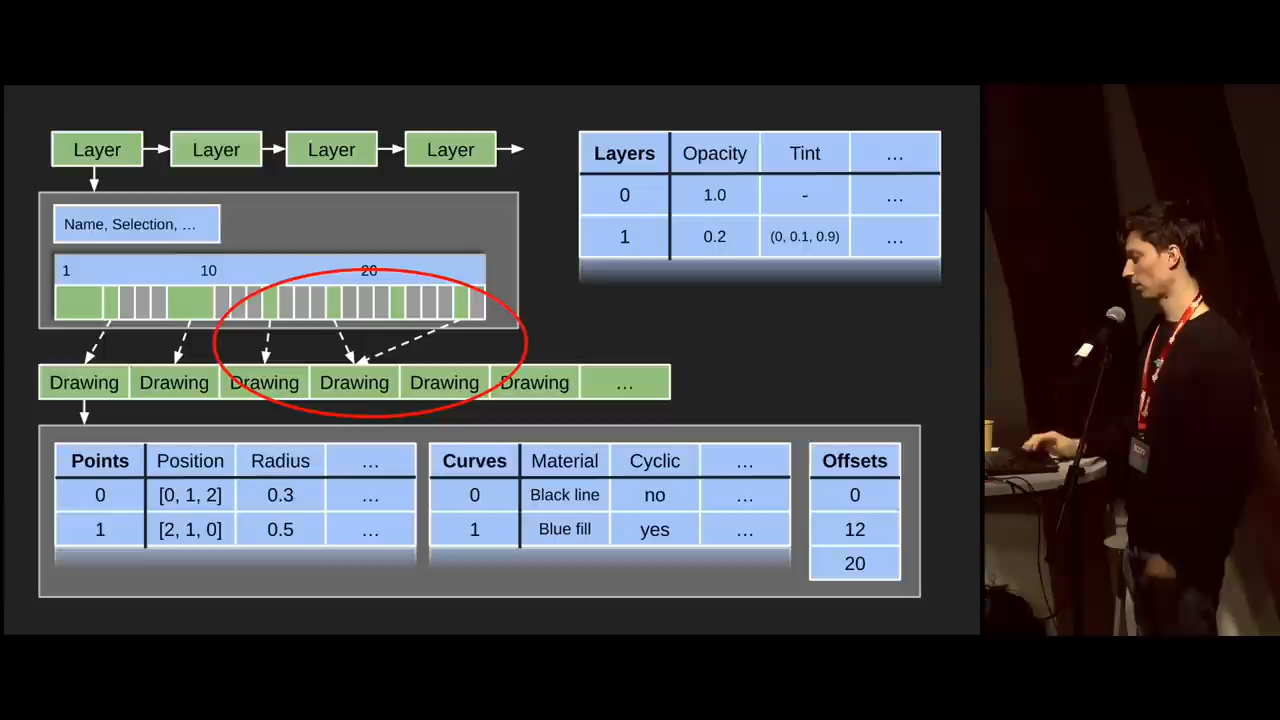 Layer Layer Layer Layer
Name, Selection, …
1 10 20
Layers Opacity Tint …
0 1.0 - …
1 0.2 (0, 0.1, 0.9) …
Drawing Drawing Drawing Drawing Drawing Drawing …
Points Position Radius …
0 [0, 1, 2] 0.3 …
1 [2, 1, 0] 0.5 …
Curves Material Cyclic …
0 Black line no …
1 Blue fill yes …
Offsets
0
12
20